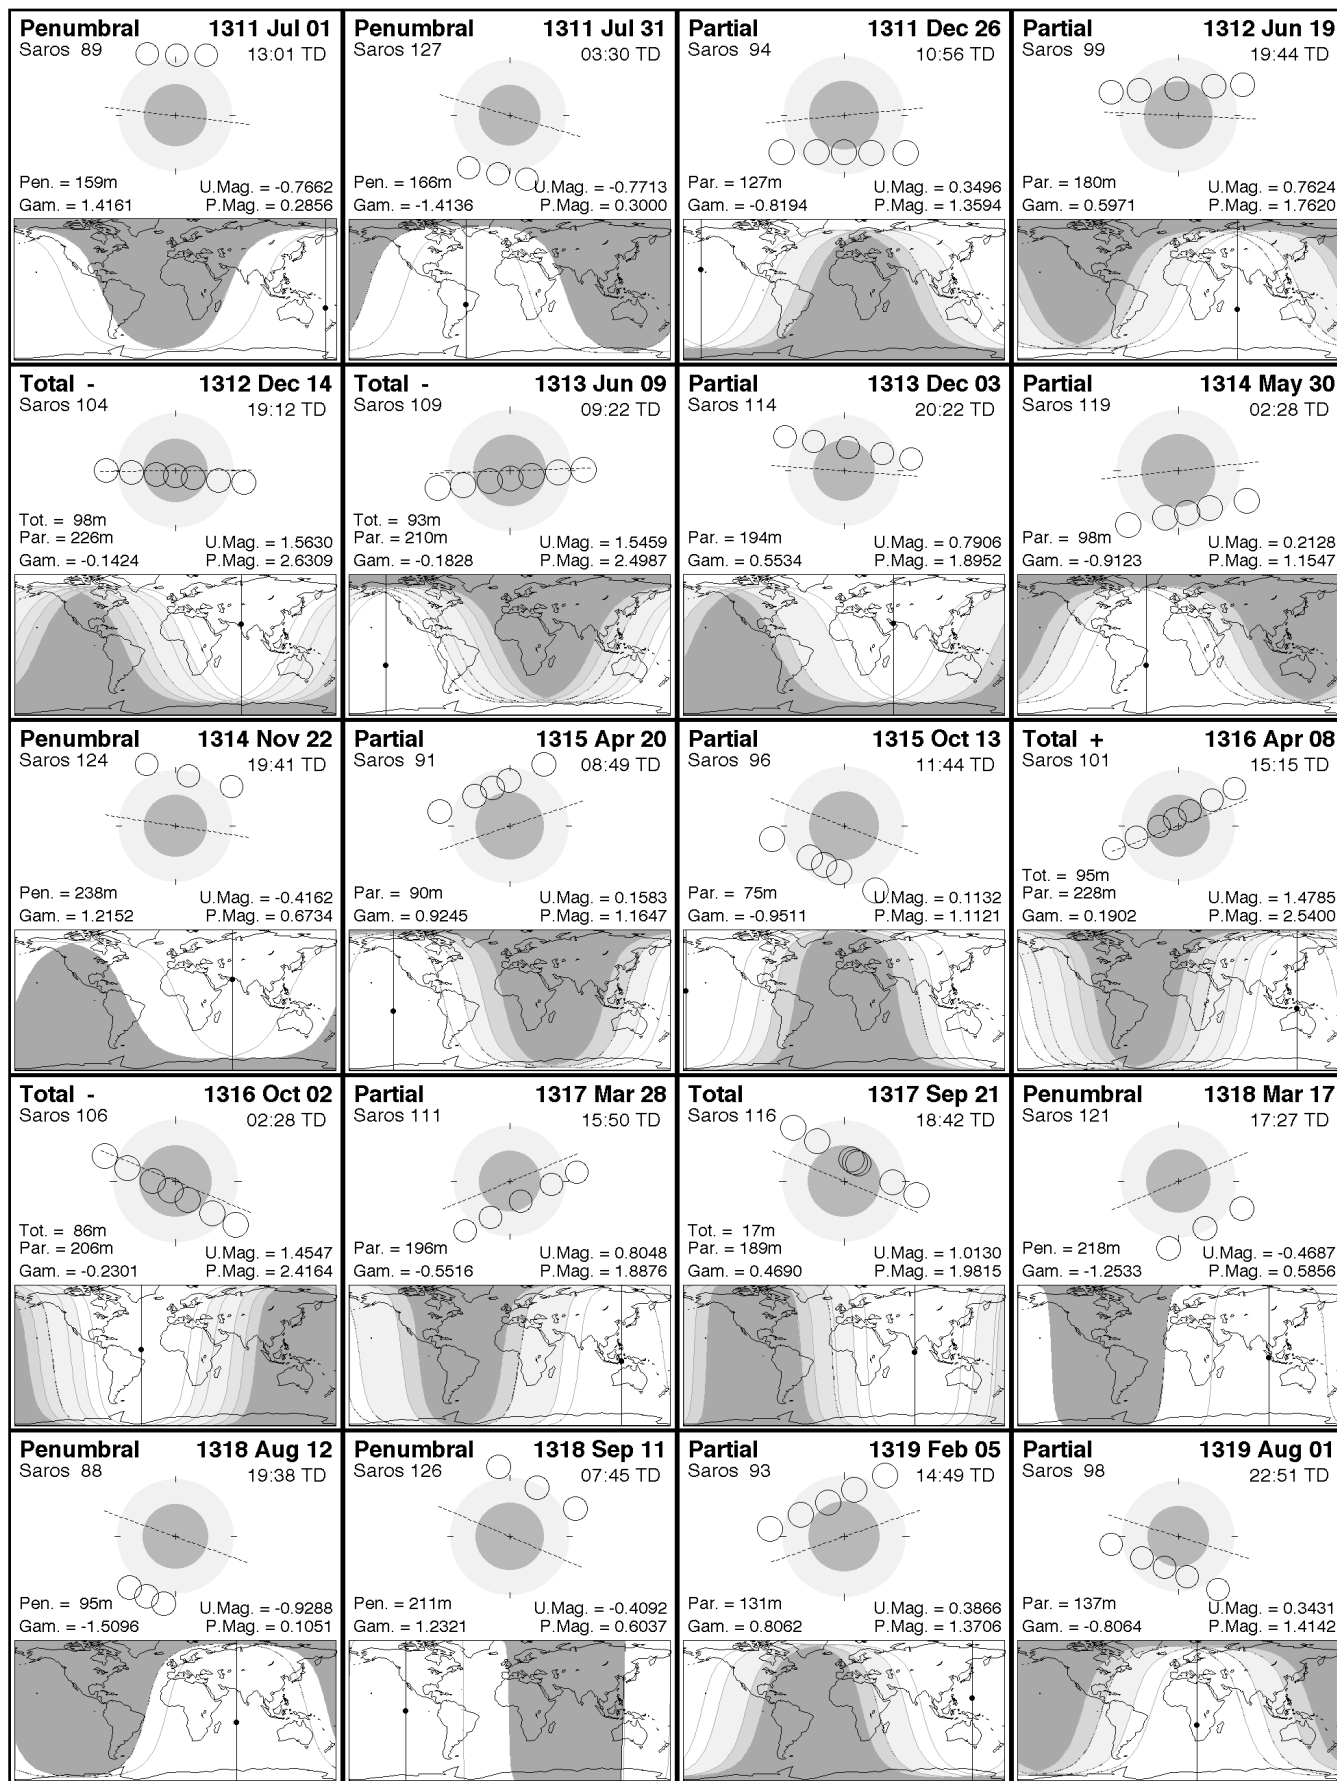 Penumbral 1311 Jul 01
Saros 89 13:01 TD
Pen. = 159m U.Mag. = -0.7662
Gam. = 1.4161 P.Mag. = 0.2856
Penumbral 1311 Jul 31
Saros 127 03:30 TD
Pen. = 166m U.Mag. = -0.7713
Gam. = -1.4136 P.Mag. = 0.3000
Partial 1311 Dec 26
Saros 94 10:56 TD
Par. = 127m U.Mag. = 0.3496
Gam. = -0.8194 P.Mag. = 1.3594
Partial 1312 Jun 19
Saros 99 19:44 TD
Par. = 180m U.Mag. = 0.7624
Gam. = 0.5971 P.Mag. = 1.7620
Total - 1312 Dec 14
Saros 104 19:12 TD
Tot. = 98m
Par. = 226m U.Mag. = 1.5630
Gam. = -0.1424 P.Mag. = 2.6309
Total - 1313 Jun 09
Saros 109 09:22 TD
Tot. = 93m
Par. = 210m U.Mag. = 1.5459
Gam. = -0.1828 P.Mag. = 2.4987
Partial 1313 Dec 03
Saros 114 20:22 TD
Par. = 194m U.Mag. = 0.7906
Gam. = 0.5534 P.Mag. = 1.8952
Partial 1314 May 30
Saros 119 02:28 TD
Par. = 98m U.Mag. = 0.2128
Gam. = -0.9123 P.Mag. = 1.1547
Penumbral 1314 Nov 22
Saros 124 19:41 TD
Pen. = 238m U.Mag. = -0.4162
Gam. = 1.2152 P.Mag. = 0.6734
Partial 1315 Apr 20
Saros 91 08:49 TD
Par. = 90m U.Mag. = 0.1583
Gam. = 0.9245 P.Mag. = 1.1647
Partial 1315 Oct 13
Saros 96 11:44 TD
Par. = 75m U.Mag. = 0.1132
Gam. = -0.9511 P.Mag. = 1.1121
Total + 1316 Apr 08
Saros 101 15:15 TD
Tot. = 95m
Par. = 228m U.Mag. = 1.4785
Gam. = 0.1902 P.Mag. = 2.5400
Total - 1316 Oct 02
Saros 106 02:28 TD
Tot. = 86m
Par. = 206m U.Mag. = 1.4547
Gam. = -0.2301 P.Mag. = 2.4164
Partial 1317 Mar 28
Saros 111 15:50 TD
Par. = 196m U.Mag. = 0.8048
Gam. = -0.5516 P.Mag. = 1.8876
Total 1317 Sep 21
Saros 116 18:42 TD
Tot. = 17m
Par. = 189m U.Mag. = 1.0130
Gam. = 0.4690 P.Mag. = 1.9815
Penumbral 1318 Mar 17
Saros 121 17:27 TD
Pen. = 218m U.Mag. = -0.4687
Gam. = -1.2533 P.Mag. = 0.5856
Penumbral 1318 Aug 12
Saros 88 19:38 TD
Pen. = 95m U.Mag. = -0.9288
Gam. = -1.5096 P.Mag. = 0.1051
Penumbral 1318 Sep 11
Saros 126 07:45 TD
Pen. = 211m U.Mag. = -0.4092
Gam. = 1.2321 P.Mag. = 0.6037
Partial 1319 Feb 05
Saros 93 14:49 TD
Par. = 131m U.Mag. = 0.3866
Gam. = 0.8062 P.Mag. = 1.3706
Partial 1319 Aug 01
Saros 98 22:51 TD
Par. = 137m U.Mag. = 0.3431
Gam. = -0.8064 P.Mag. = 1.4142